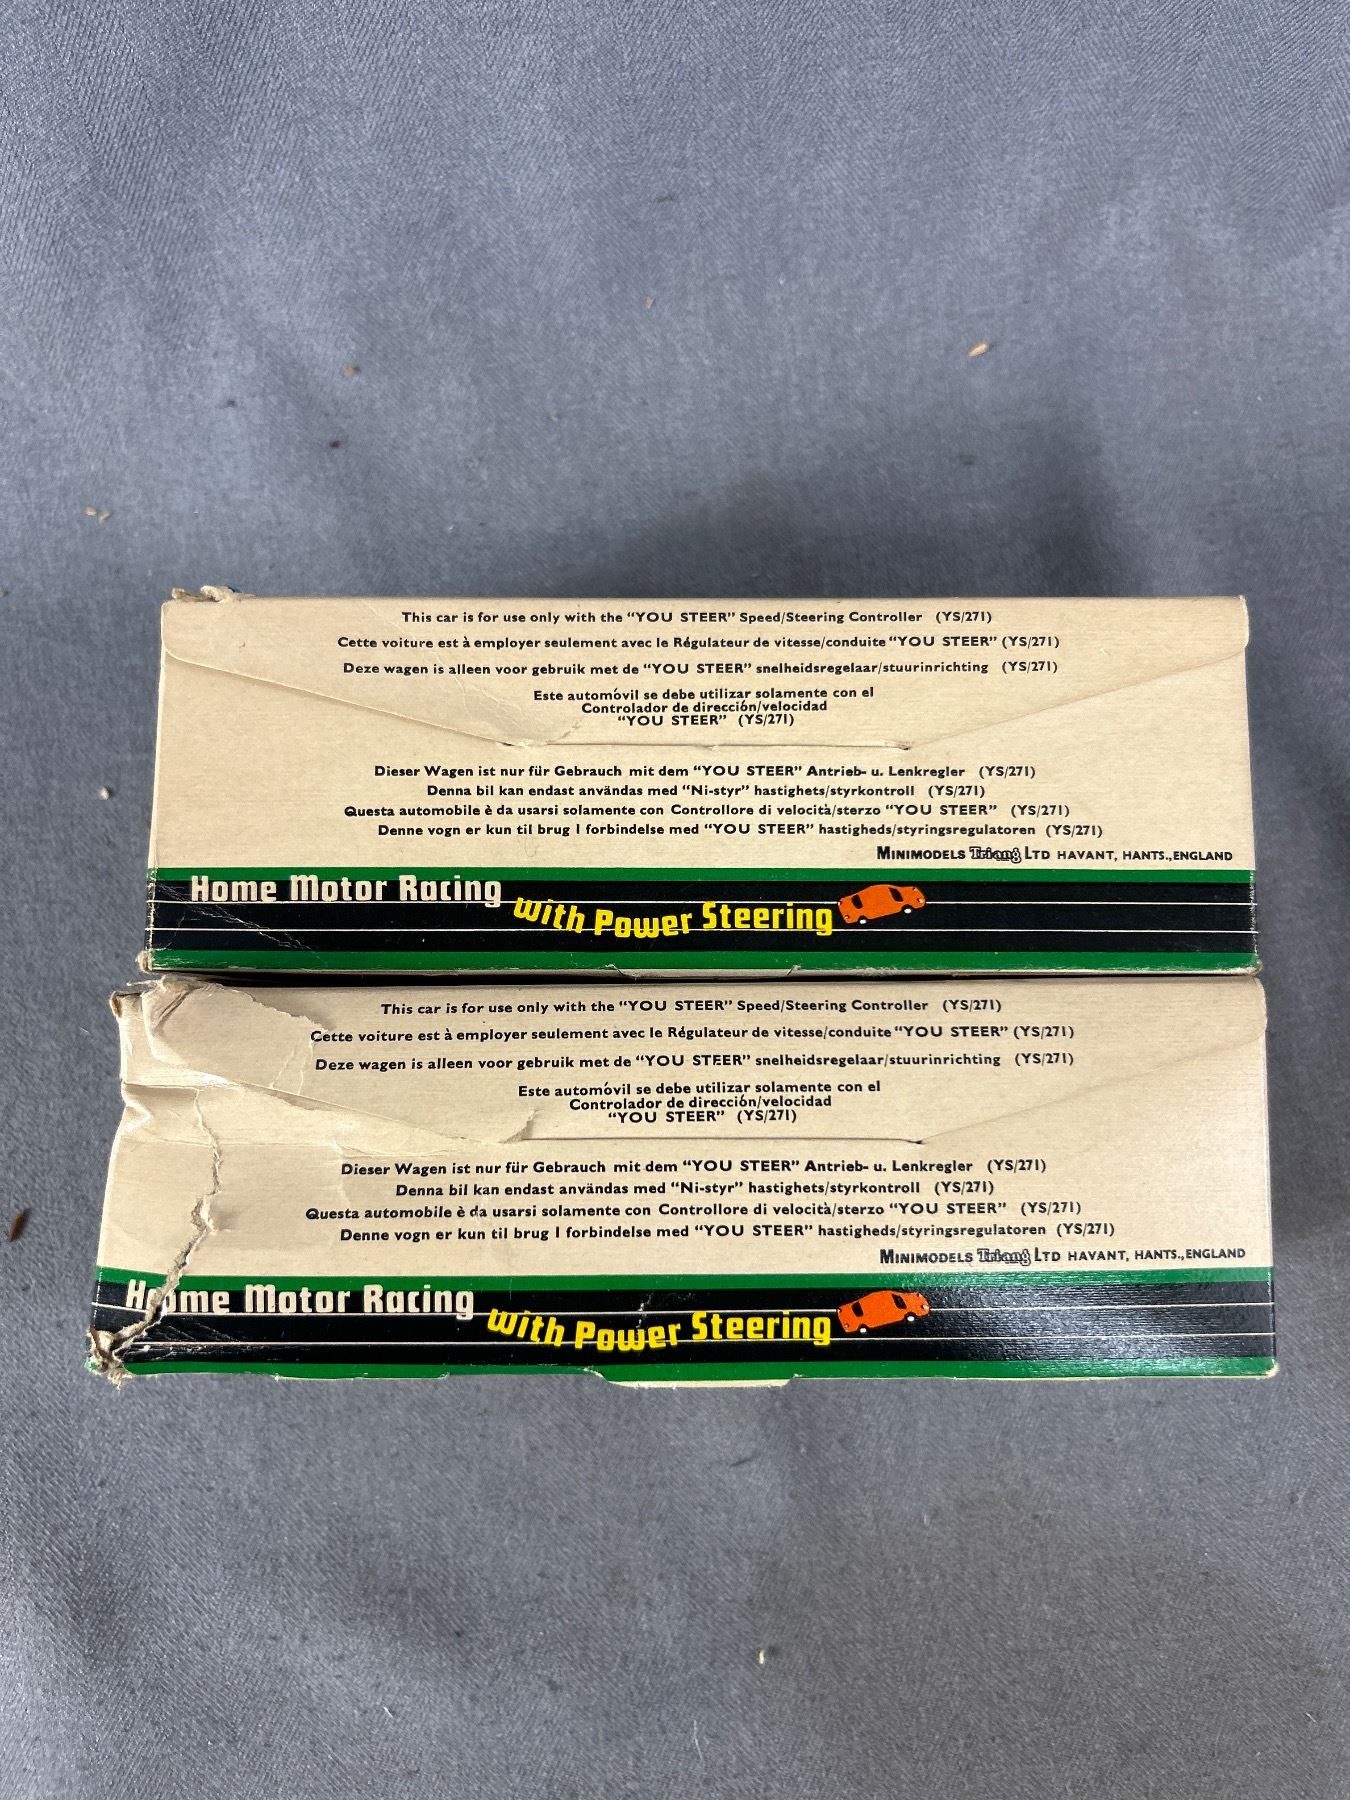 This car is for use only with the “YOU STEER” Speed/Steering Controller (YS/271)
Cette voiture est à employer seulement avec le Régulateur de vitesse/conduite “YOU STEER” (YS/271)
Deze wagen is alleen voor gebruik met de “YOU STEER” snelheidsregelaar/stuurinrichting (YS/271)
Este automóvil se debe utilizar solamente con el
Controlador de dirección/velocidad
“YOU STEER” (YS/271)
Dieser Wagen ist nur für Gebrauch mit dem “YOU STEER” Antrieb- u. Lenkregler (YS/271)
Denna bil kan endast användas med “Ni-styr” hastighets/styrkontroll (YS/271)
Questa automobile è da usarsi solamente con Controllore di velocità/sterzo “YOU STEER” (YS/271)
Denne vogn er kun til brug I forbindelse med “YOU STEER” hastigheds/styringsregulatoren (YS/271)
MINIMODELS Triang LTD HAVANT, HANTS.,ENGLAND
Home Motor Racing with Power Steering
This car is for use only with the “YOU STEER” Speed/Steering Controller (YS/271)
Cette voiture est à employer seulement avec le Régulateur de vitesse/conduite “YOU STEER” (YS/271)
Deze wagen is alleen voor gebruik met de “YOU STEER” snelheidsregelaar/stuurinrichting (YS/271)
Este automóvil se debe utilizar solamente con el
Controlador de dirección/velocidad
“YOU STEER” (YS/271)
Dieser Wagen ist nur für Gebrauch mit dem “YOU STEER” Antrieb- u. Lenkregler (YS/271)
Denna bil kan endast användas med “Ni-styr” hastighets/styrkontroll (YS/271)
Questa automobile è da usarsi solamente con Controllore di velocità/sterzo “YOU STEER” (YS/271)
Denne vogn er kun til brug I forbindelse med “YOU STEER” hastigheds/styringsregulatoren (YS/271)
MINIMODELS Triang LTD HAVANT, HANTS.,ENGLAND
Home Motor Racing with Power Steering